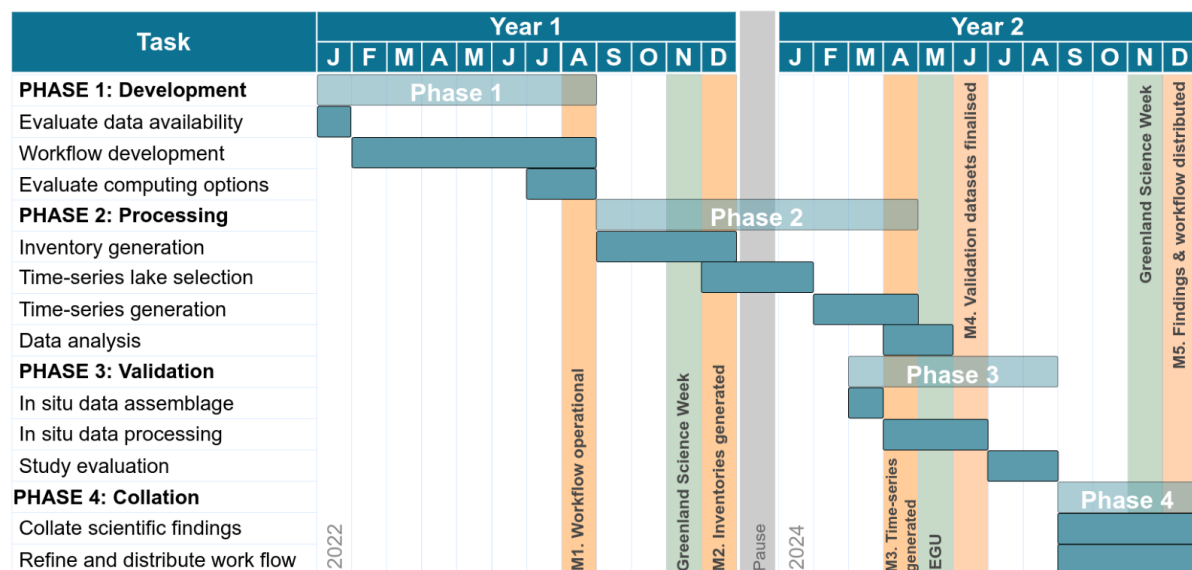 Task
Year 1
Year 2
J F M A M J J A S O N D
J F M A M J J A S O N D
PHASE 1: Development
Phase 1
Evaluate data availability
Workflow development
Evaluate computing options
PHASE 2: Processing
Phase 2
Inventory generation
Time-series lake selection
Time-series generation
Data analysis
PHASE 3: Validation
Phase 3
In situ data assemblage
In situ data processing
Study evaluation
PHASE 4: Collation
Phase 4
Collate scientific findings
Refine and distribute work flow
2022
M1. Workflow operational
Greenland Science Week
M2. Inventories generated
Pause
2024
M3. Time-series
generated
EGU
M4. Validation datasets finalised
Greenland Science Week
M5. Findings & workflow distributed